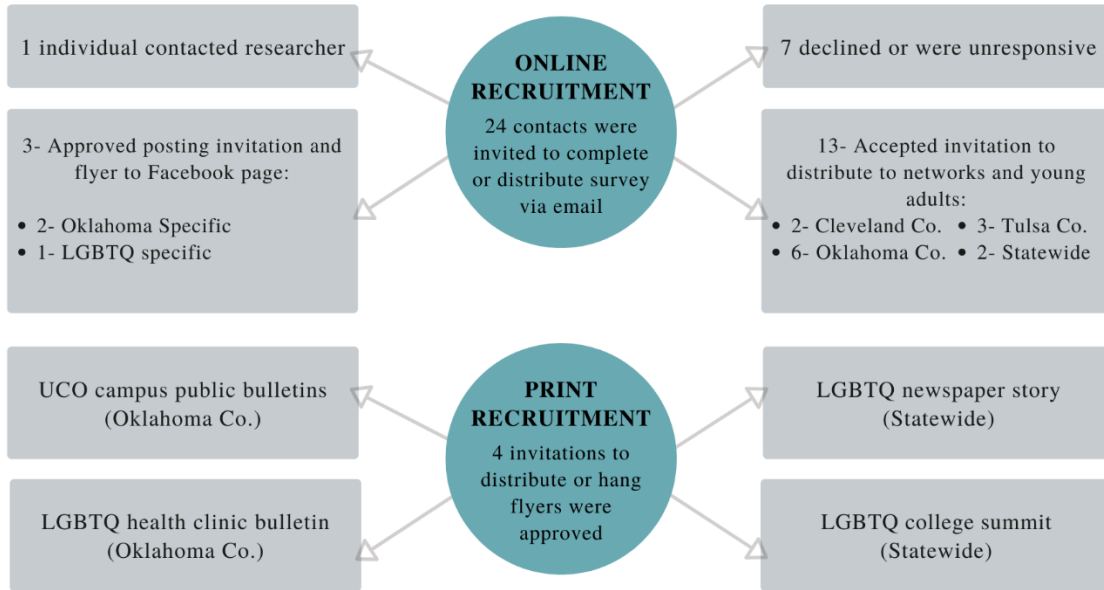 1 individual contacted researcher
ONLINE
RECRUITMENT
24 contacts were
invited to complete
or distribute survey
via email
7 declined or were unresponsive
3- Approved posting invitation and
flyer to Facebook page:
• 2- Oklahoma Specific
• 1- LGBTQ specific
13- Accepted invitation to
distribute to networks and young
adults:
• 2- Cleveland Co. • 3- Tulsa Co.
• 6- Oklahoma Co. • 2- Statewide
UCO campus public bulletins
(Oklahoma Co.)
PRINT
RECRUITMENT
4 invitations to
distribute or hang
flyers were
approved
LGBTQ newspaper story
(Statewide)
LGBTQ health clinic bulletin
(Oklahoma Co.)
LGBTQ college summit
(Statewide)